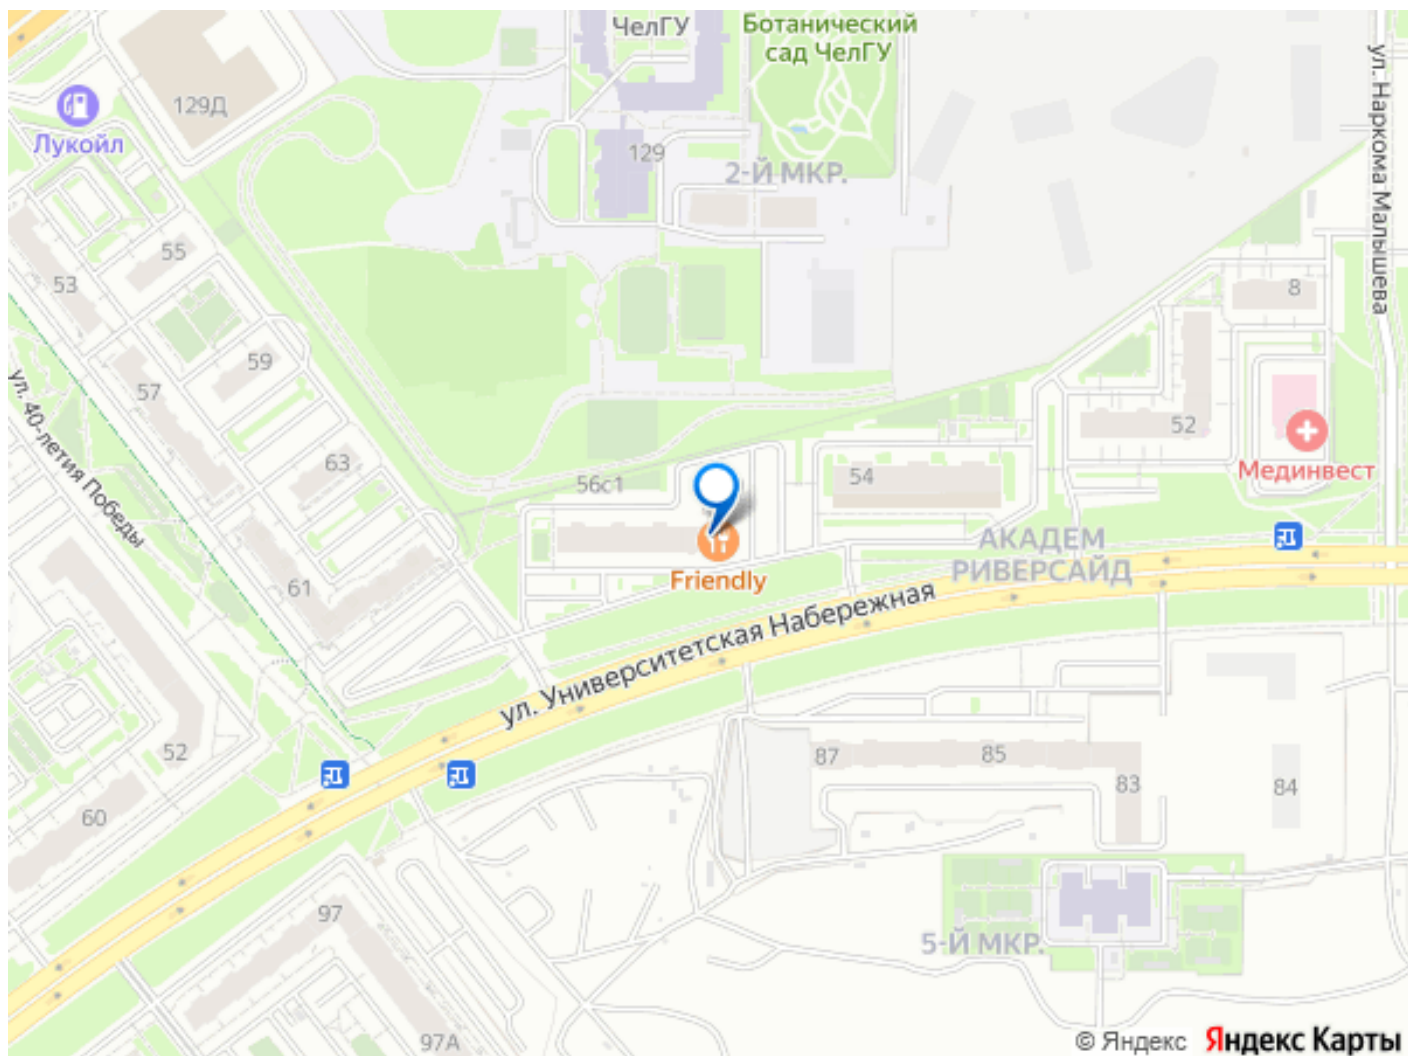 ЧелГУ
Ботанический
сад ЧелГУ
129Д
Лукойл
129
2-Й МКР.
ул. Наркома Малышева
55
53
8
59
57
ул. 40-летия Победы
52
63
54
56с1
Мединвест
АКАДЕМ
РИВЕРСАЙД
Friendly
61
ул. Университетская Набережная
52
87
85
83
84
60
97
5-Й МКР.
97А
© Яндекс Яндекс Карты